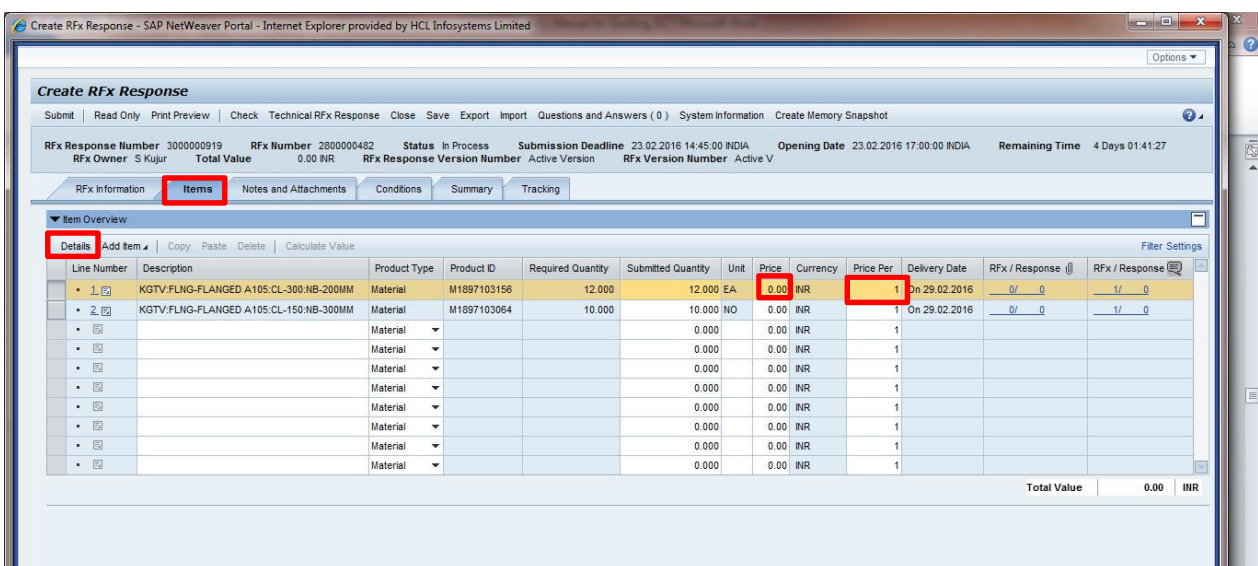 Create RFx Response - SAP NetWeaver Portal - Internet Explorer provided by HCL Infosystems Limited
Options
Create RFx Response
Submit | Read Only Print Preview | Check Technical RFx Response Close Save Export Import Questions and Answers ( 0 ) System Information Create Memory Snapshot
RFx Response Number 3000000919 RFx Number 2800000482 Status In Process Submission Deadline 23.02.2016 14:45:00 INDIA Opening Date 23.02.2016 17:00:00 INDIA Remaining Time 4 Days 01:41:27
RFx Owner S Kujur Total Value 0.00 INR RFx Response Version Number Active Version RFx Version Number Active V
RFx Information Items Notes and Attachments Conditions Summary Tracking
Item Overview
Details Add Item | Copy Paste Delete | Calculate Value Filter Settings
Line Number Description Product Type Product ID Required Quantity Submitted Quantity Unit Price Currency Price Per Delivery Date RFx / Response RFx / Response
• 1 KGTV:FLNG-FLANGED A105:CL-300:NB-200MM Material M1897103156 12.000 12.000 EA 0.00 INR 1 On 29.02.2016 0/ 0 1/ 0
• 2 KGTV:FLNG-FLANGED A105:CL-150:NB-300MM Material M1897103064 10.000 10.000 NO 0.00 INR 1 On 29.02.2016 0/ 0 1/ 0
• Material 0.000 0.00 INR 1
• Material 0.000 0.00 INR 1
• Material 0.000 0.00 INR 1
• Material 0.000 0.00 INR 1
• Material 0.000 0.00 INR 1
• Material 0.000 0.00 INR 1
• Material 0.000 0.00 INR 1
• Material 0.000 0.00 INR 1
Total Value 0.00 INR